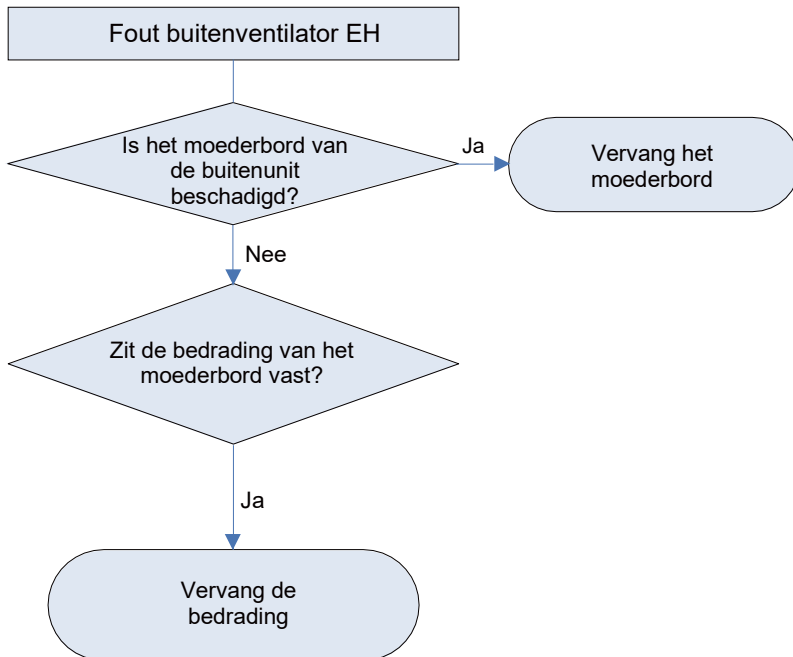 Fout buitenventilator EH
Is het moederbord van
de buitenunit
beschadigd?
Ja
Vervang het
moederbord
Nee
Zit de bedrading van het
moederbord vast?
Ja
Vervang de
bedrading